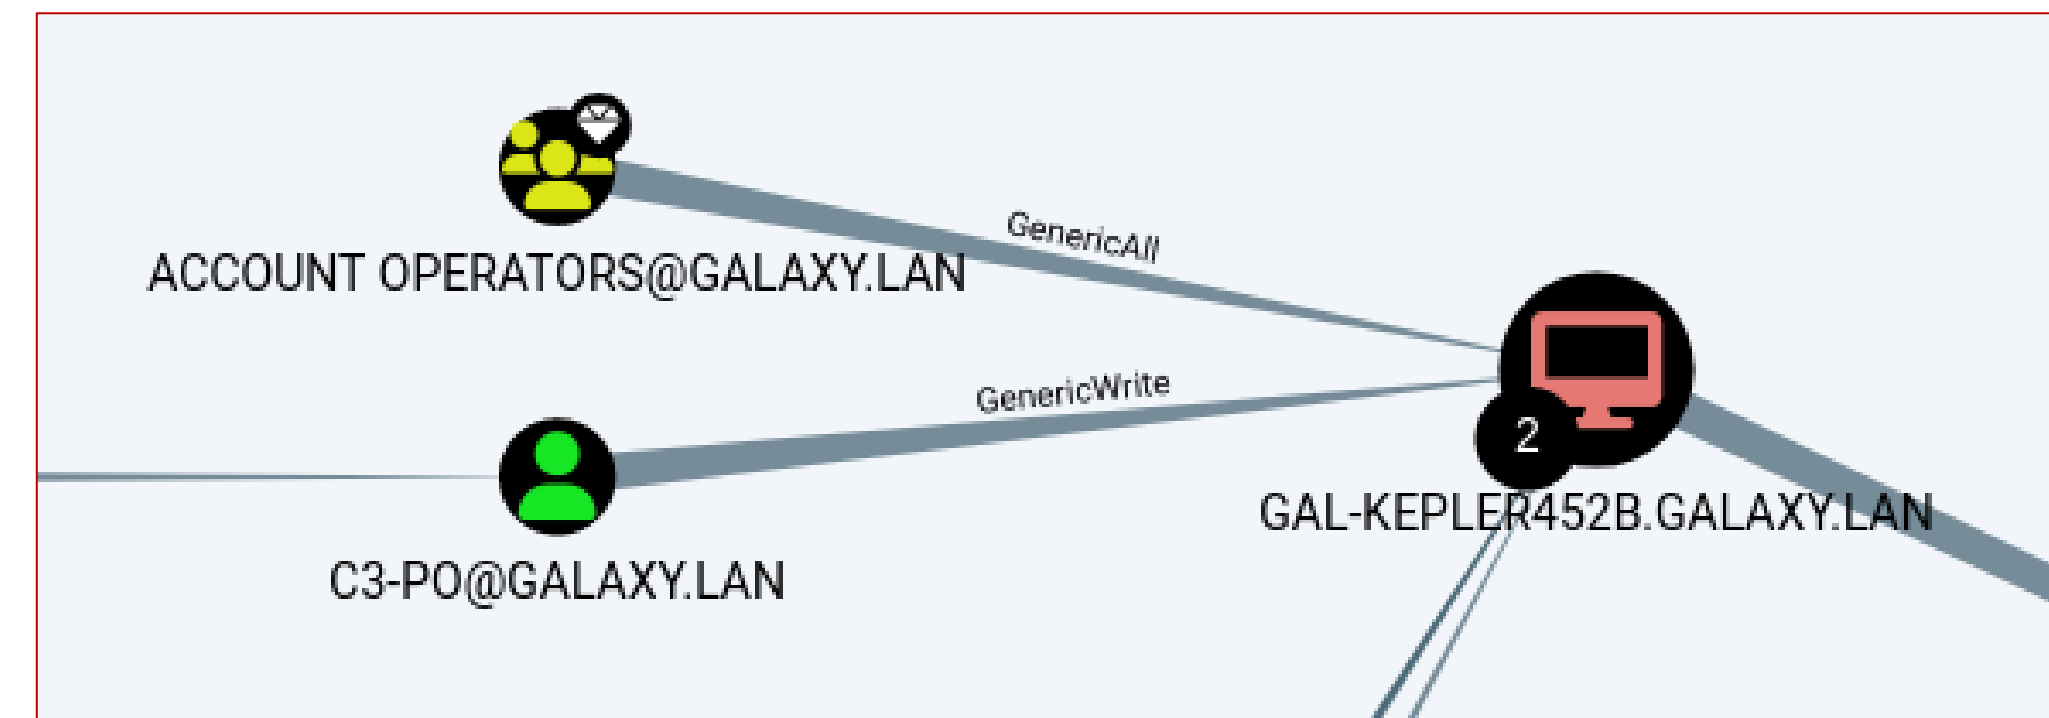 GenericAll
ACCOUNT OPERATORS@GALAXY.LAN
GenericWrite
2
GAL-KEPLER452B.GALAXY.LAN
C3-PO@GALAXY.LAN